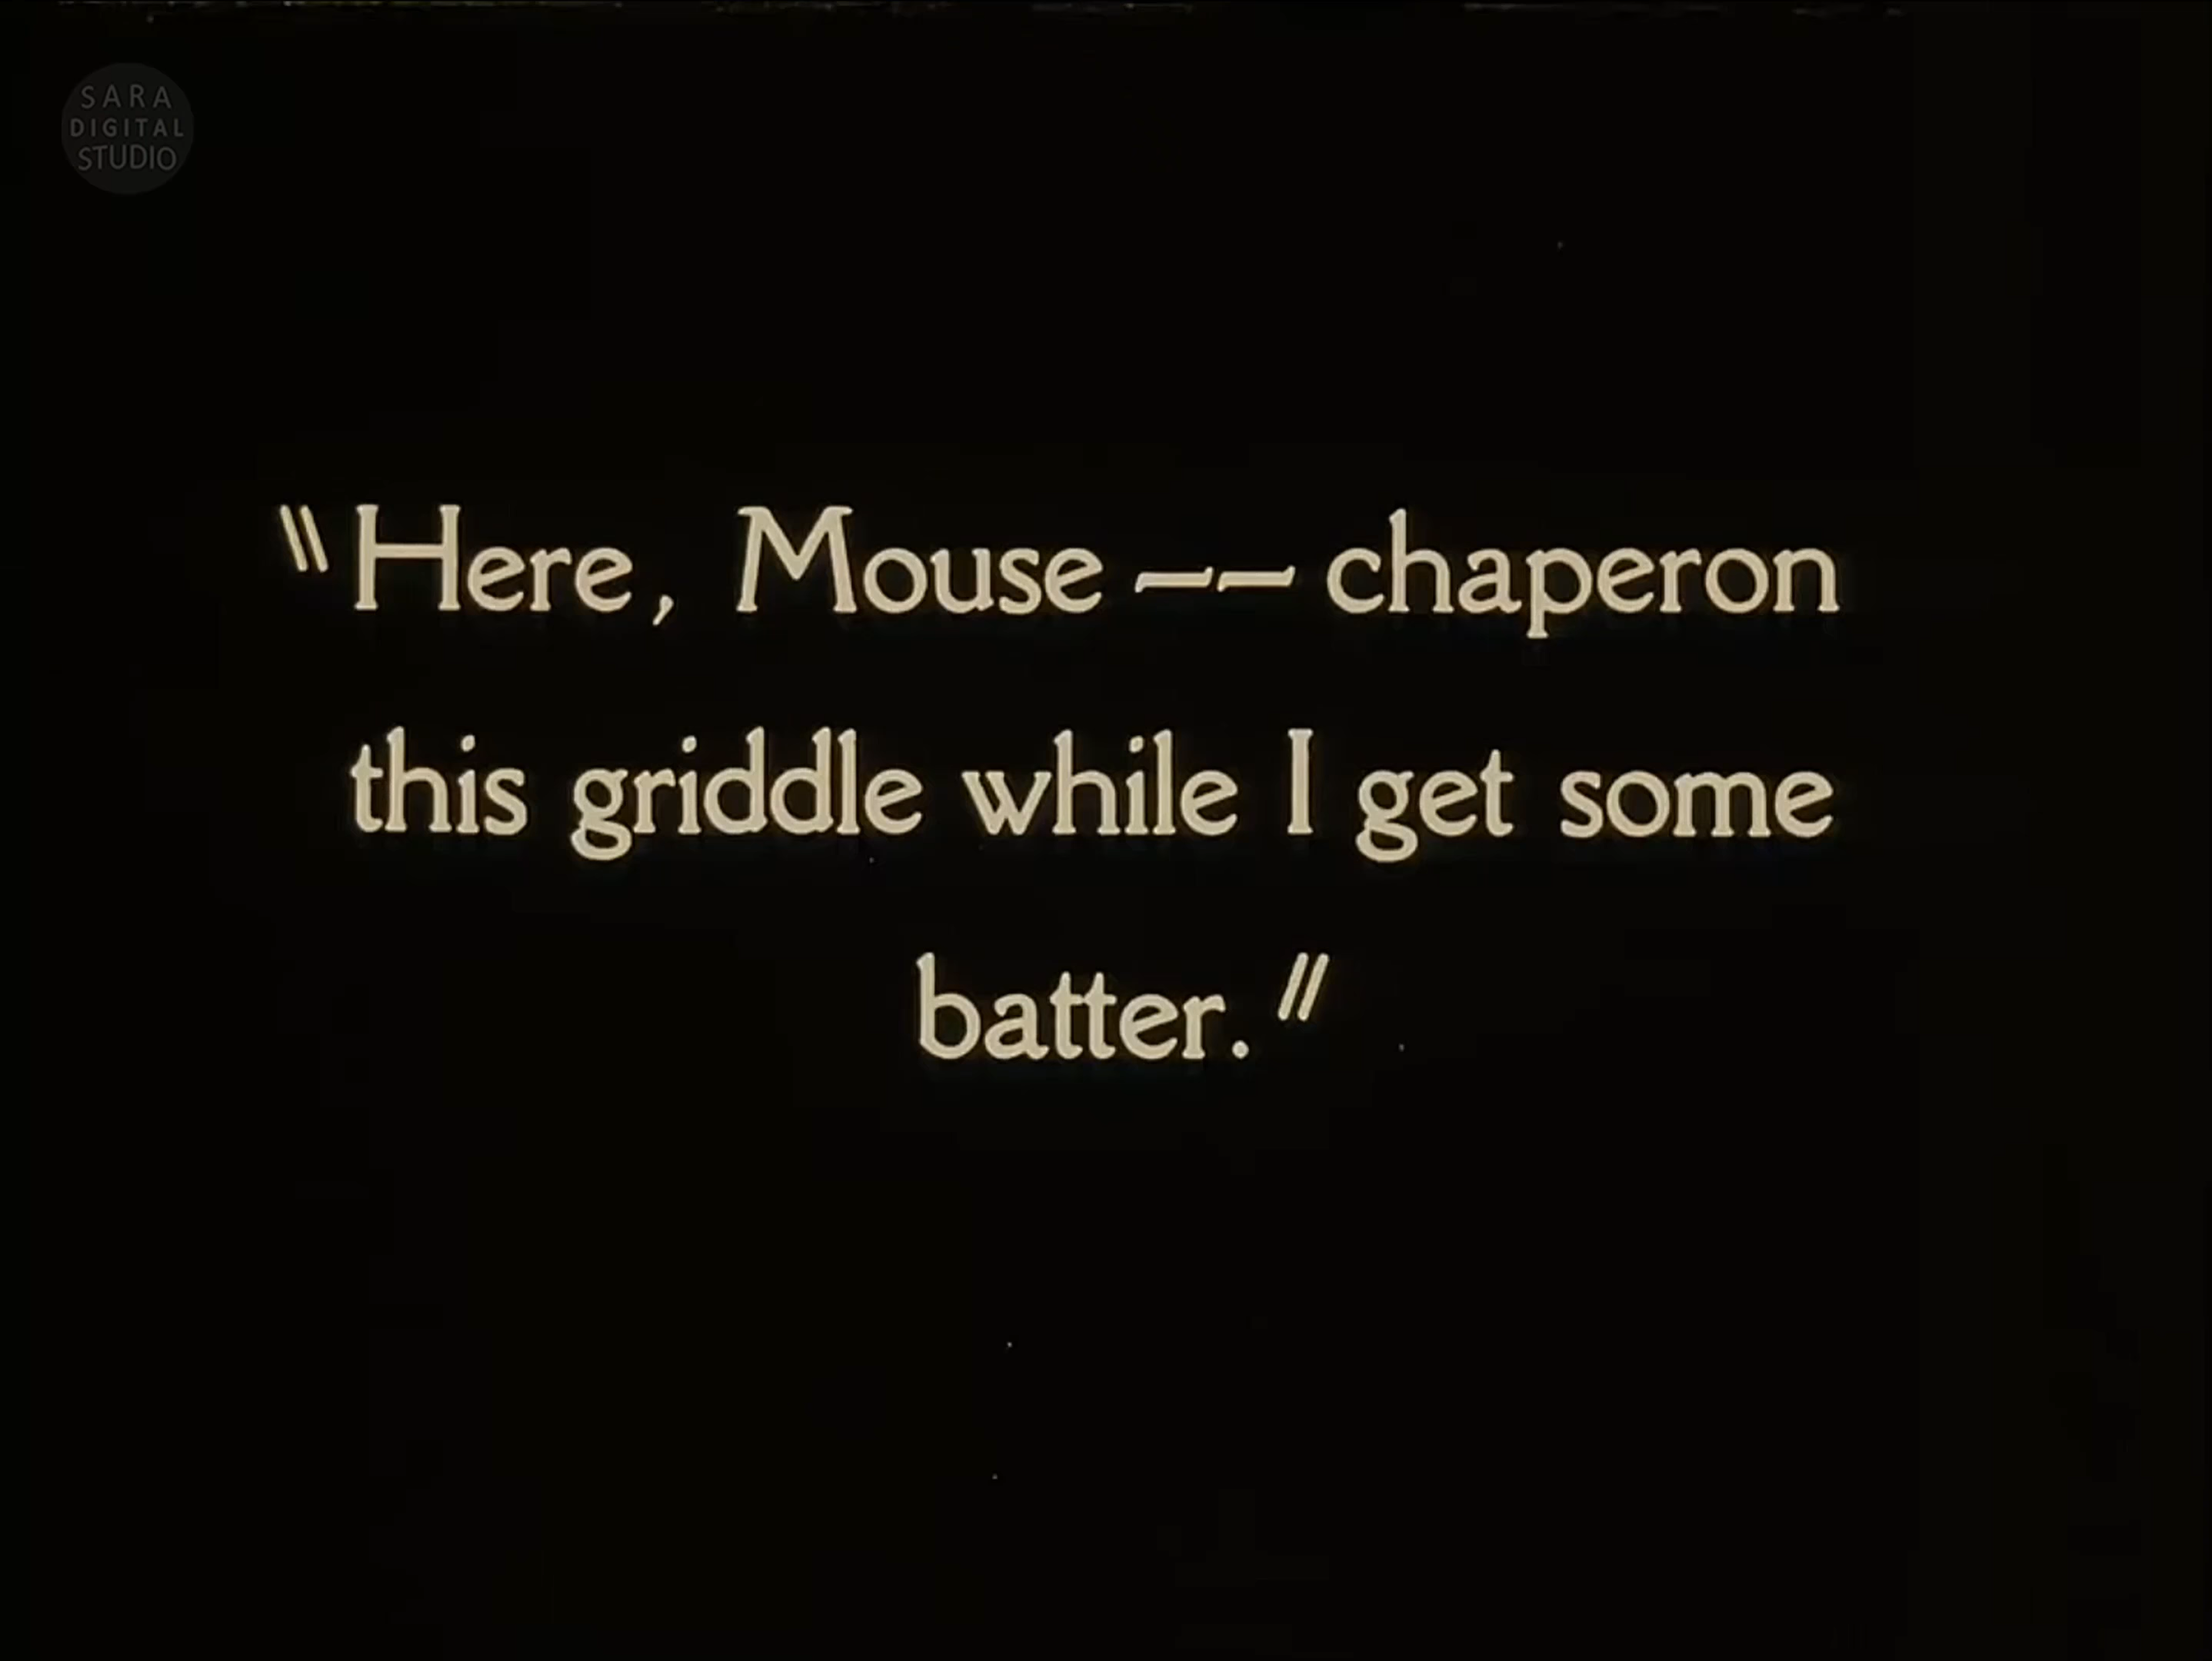 SARA
DIGITAL
STUDIO
"Here, Mouse -- chaperon
this griddle while I get some
batter."